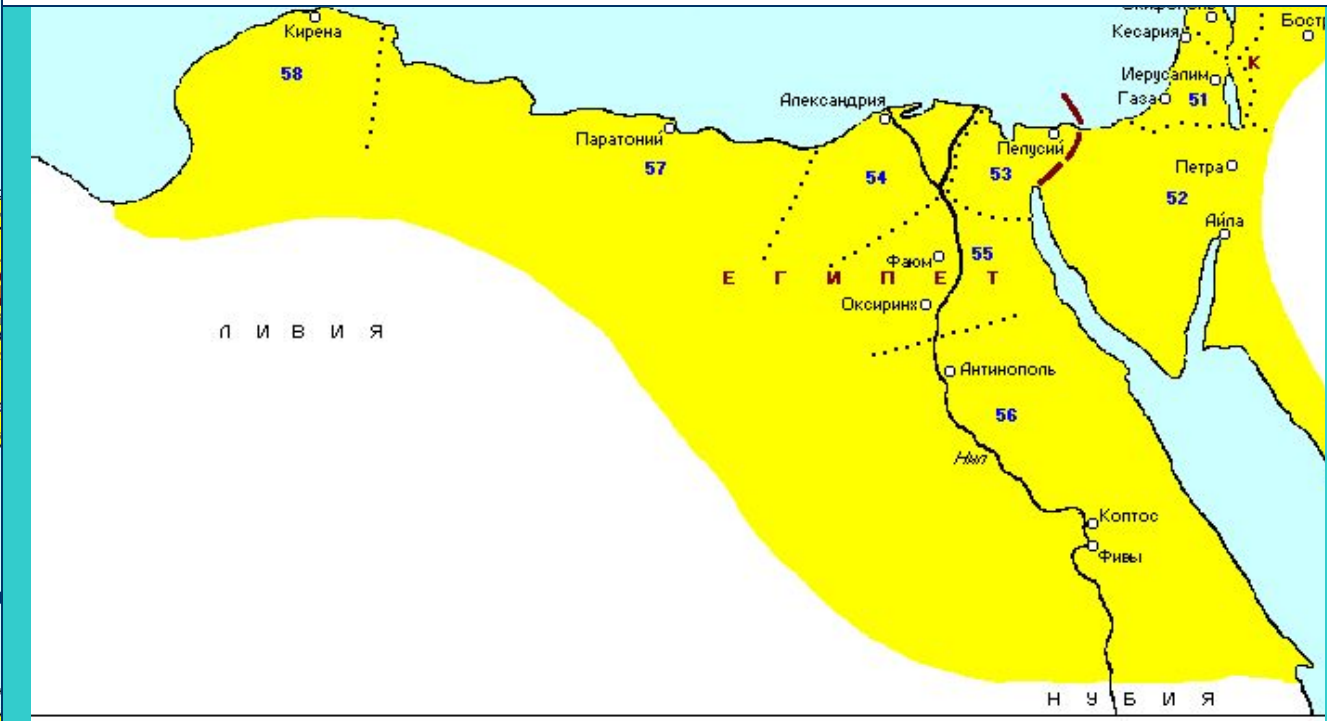 Кирена
58
Кесария
Бост
К
Иерусалим
Газа
51
Александрия
Паратоний
57
Пелусий
54
53
Петра
52
Айла
Фаюм
55
Е Г И П Е Т
Оксиринх
Л И В И Я
Антинополь
56
Нил
Коптос
Фивы
Н У Б И Я